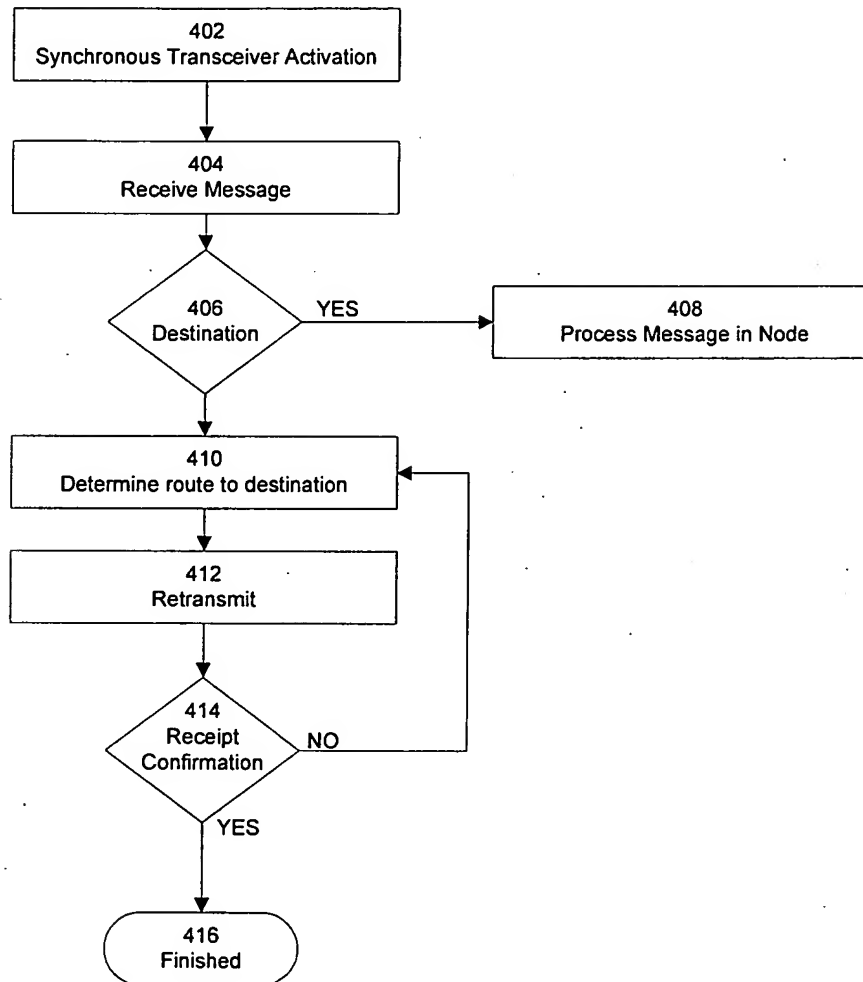 402
Synchronous Transceiver Activation
404
Receive Message
406
Destination
YES
408
Process Message in Node
410
Determine route to destination
412
Retransmit
414
Receipt
Confirmation
NO
YES
416
Finished